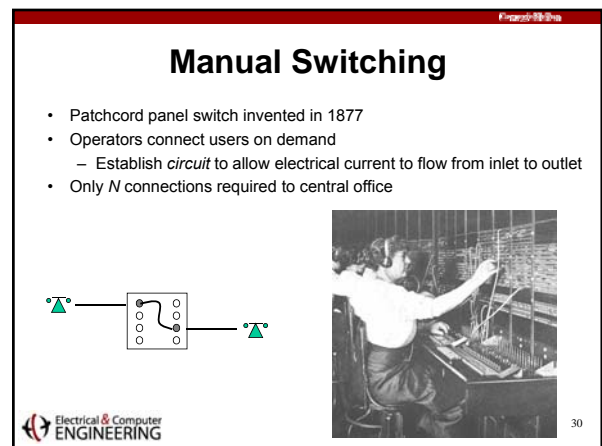 Manual Switching
• Patchcord panel switch invented in 1877
• Operators connect users on demand
– Establish circuit to allow electrical current to flow from inlet to outlet
• Only N connections required to central office
Electrical & Computer
ENGINEERING
30